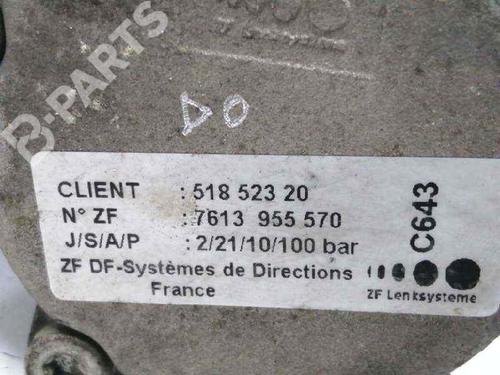 B-PARTS
DO
CLIENT : 518 523 20
N° ZF : 7613 955 570
J/S/A/P : 2/21/10/100 bar
ZF DF-Systèmes de Directions
France
C643
ZF Lenksysteme